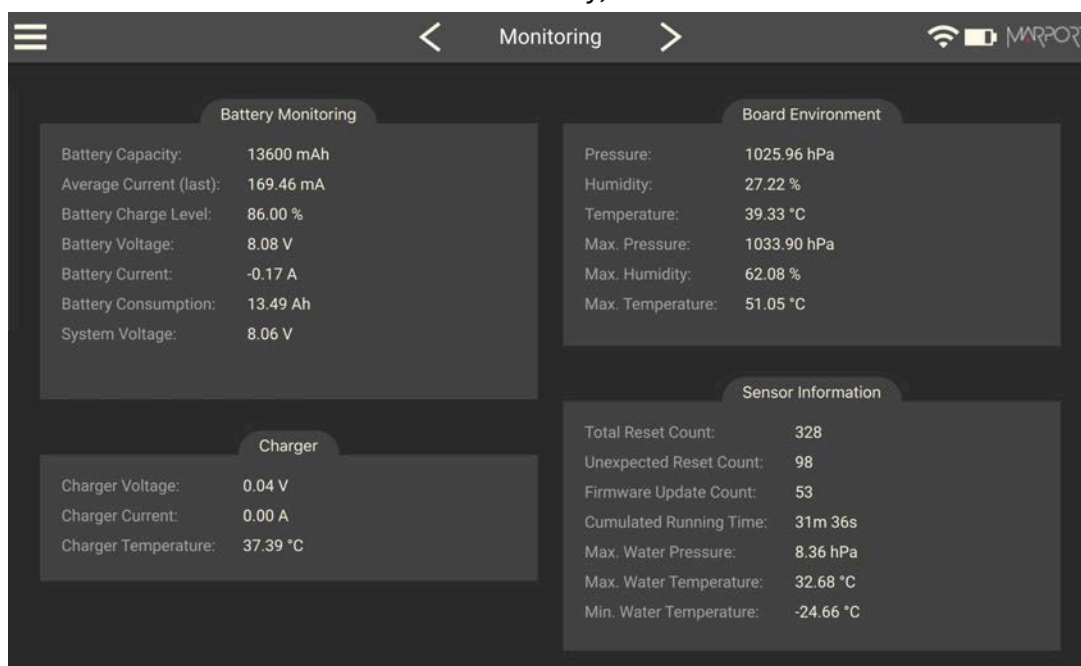 Monitoring
MARPORT
Battery Monitoring
Battery Capacity: 13600 mAh
Average Current (last): 169.46 mA
Battery Charge Level: 86.00 %
Battery Voltage: 8.08 V
Battery Current: -0.17 A
Battery Consumption: 13.49 Ah
System Voltage: 8.06 V
Charger
Charger Voltage: 0.04 V
Charger Current: 0.00 A
Charger Temperature: 37.39 °C
Board Environment
Pressure: 1025.96 hPa
Humidity: 27.22 %
Temperature: 39.33 °C
Max. Pressure: 1033.90 hPa
Max. Humidity: 62.08 %
Max. Temperature: 51.05 °C
Sensor Information
Total Reset Count: 328
Unexpected Reset Count: 98
Firmware Update Count: 53
Cumulated Running Time: 31m 36s
Max. Water Pressure: 8.36 hPa
Max. Water Temperature: 32.68 °C
Min. Water Temperature: -24.66 °C